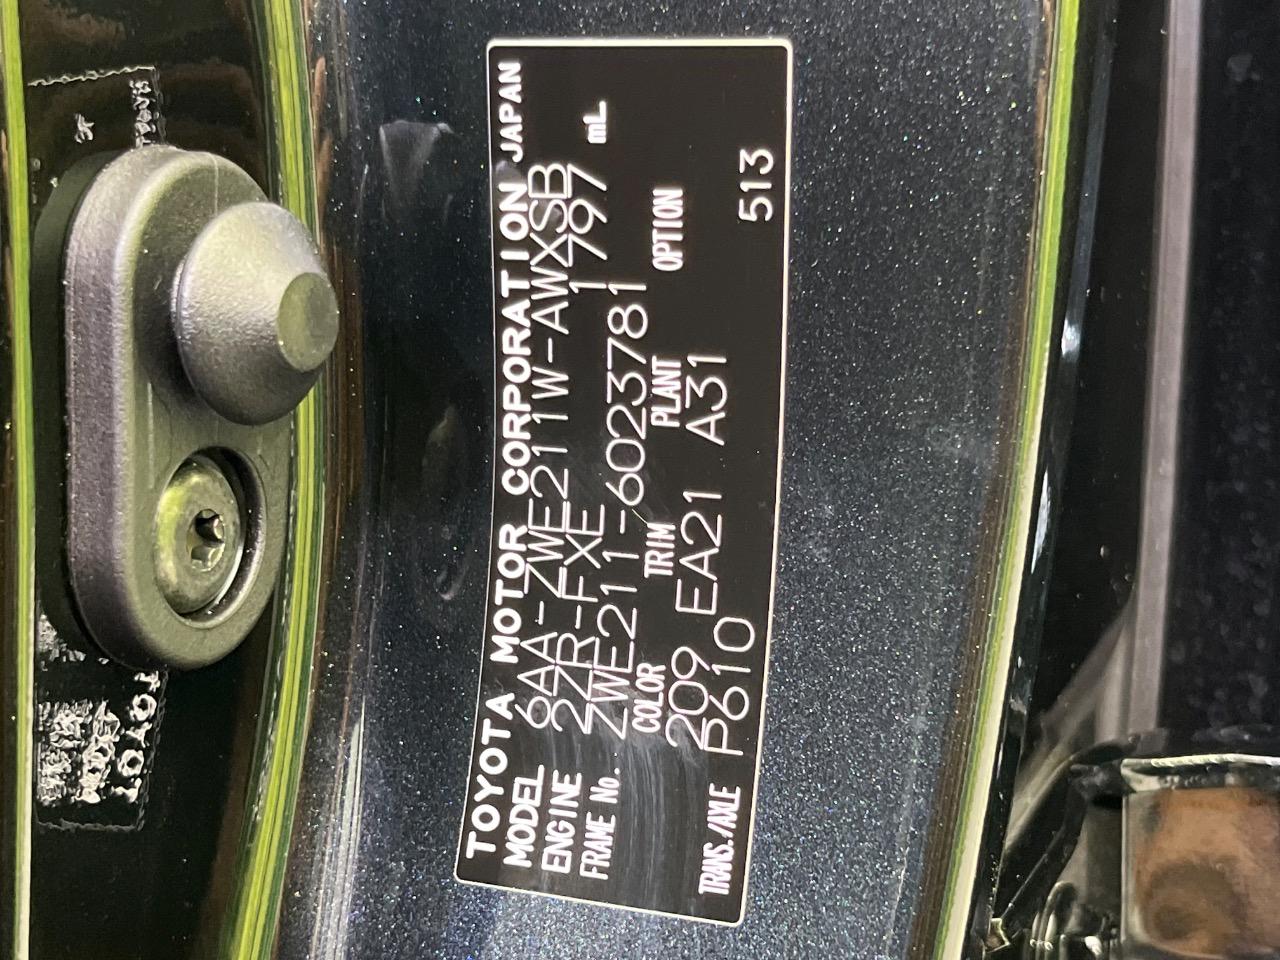 TOYOTA MOTOR CORPORATION JAPAN
MODEL 6AA-ZWE211W-AWXSB
ENGINE 2ZR-FXE 1797 mL
FRAME No. ZWE211-6023781
COLOR TRIM PLANT OPTION
209 EA21 A31 513
TRANS./AXLE P610